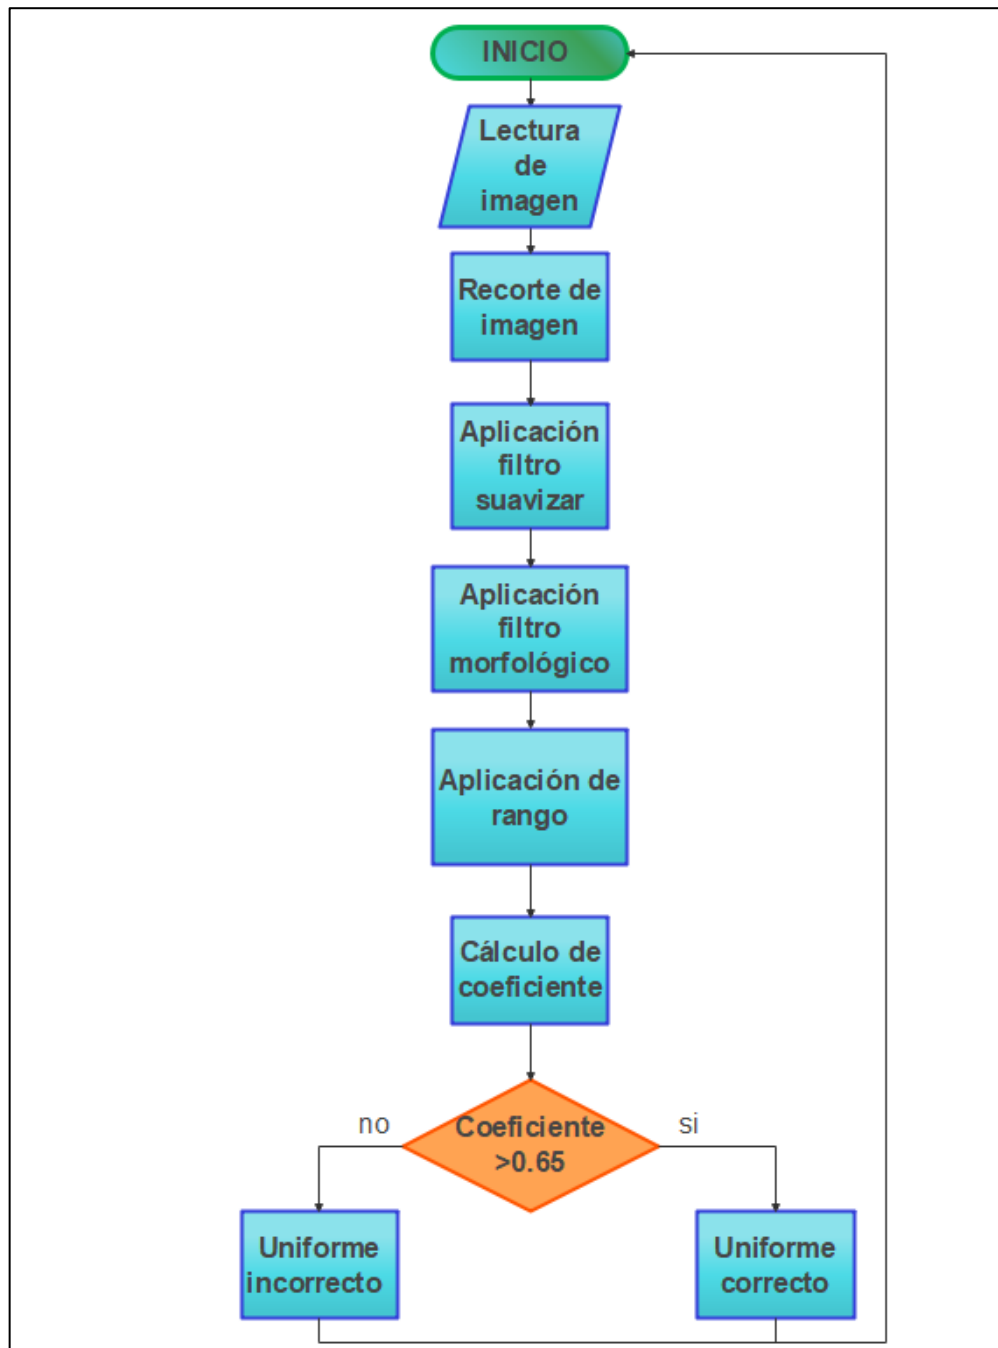 INICIO
Lectura
de
imagen
Recorte de
imagen
Aplicación
filtro
suavizar
Aplicación
filtro
morfológico
Aplicación de
rango
Cálculo de
coeficiente
Coeficiente
>0.65
no
si
Uniforme
incorrecto
Uniforme
correcto